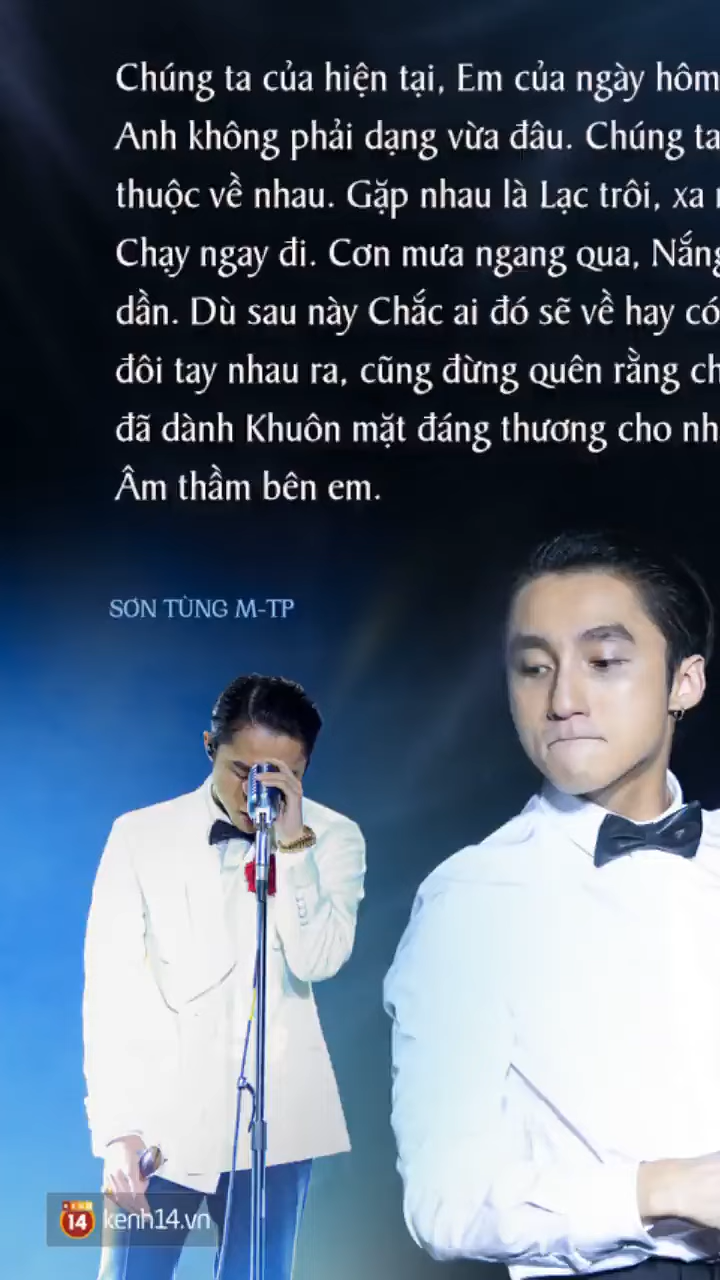 Chúng ta của hiện tại, Em của ngày hôm
Anh không phải dạng vừa đâu. Chúng ta
thuộc về nhau. Gặp nhau là Lạc trôi, xa
Chạy ngay đi. Cơn mưa ngang qua, Nắng
dần. Dù sau này Chắc ai đó sẽ về hay có
đôi tay nhau ra, cũng đừng quên rằng ch
đã dành Khuôn mặt đáng thương cho nh
Âm thầm bên em.
SƠN TÙNG M-TP
14 kenh14.vn